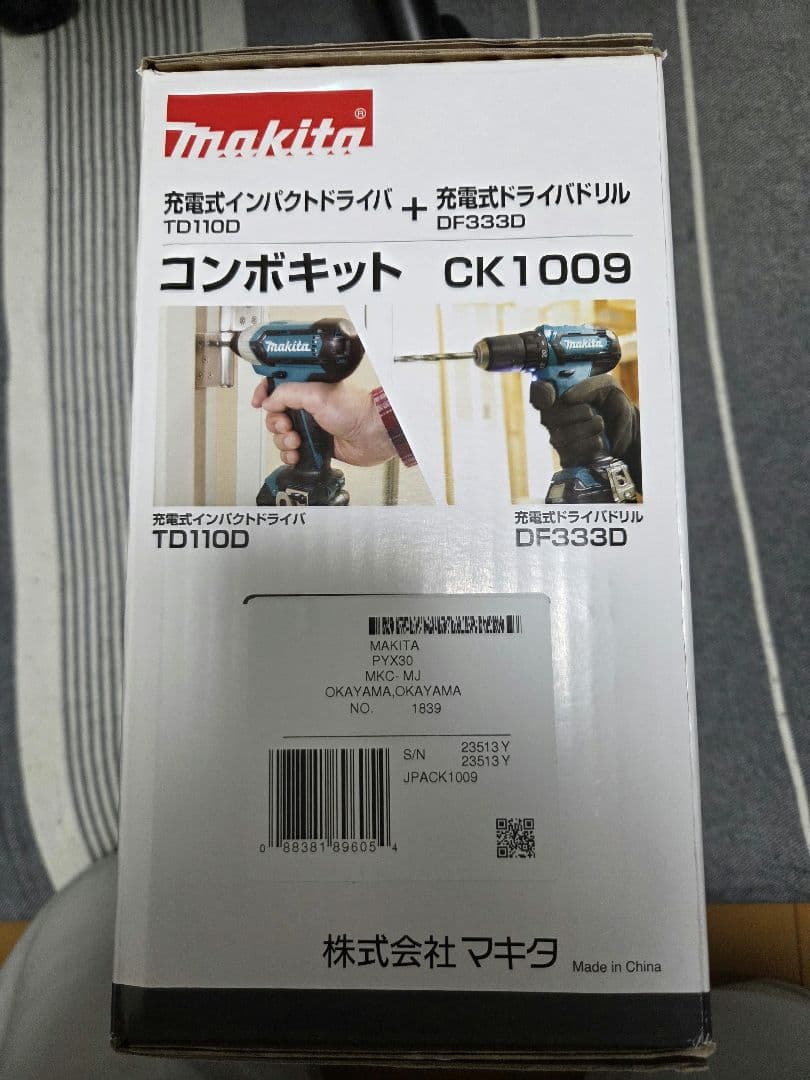 makita®
充電式インパクトドライバ + 充電式ドライバドリル
TD110D DF333D
コンボキット CK1009
makita
makita
充電式インパクトドライバ 充電式ドライバドリル
TD110D DF333D
MAKITA
PYX30
MKC- MJ
OKAYAMA,OKAYAMA
NO. 1839
S/N 23513 Y
23513 Y
JPACK1009
0 88381 89605 4
株式会社マキタ Made in China